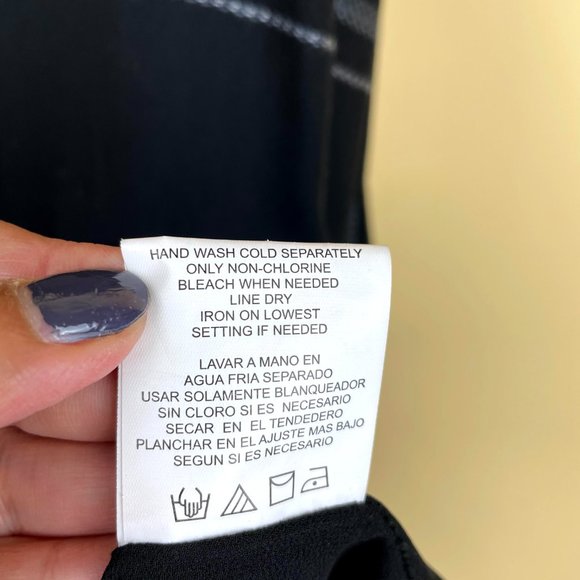 HAND WASH COLD SEPARATELY
ONLY NON-CHLORINE
BLEACH WHEN NEEDED
LINE DRY
IRON ON LOWEST
SETTING IF NEEDED
LAVAR A MANO EN
AGUA FRIA SEPARADO
USAR SOLAMENTE BLANQUEADOR
SIN CLORO SI ES NECESARIO
SECAR EN EL TENDEDERO
PLANCHAR EN EL AJUSTE MAS BAJO
SEGUN SI ES NECESARIO